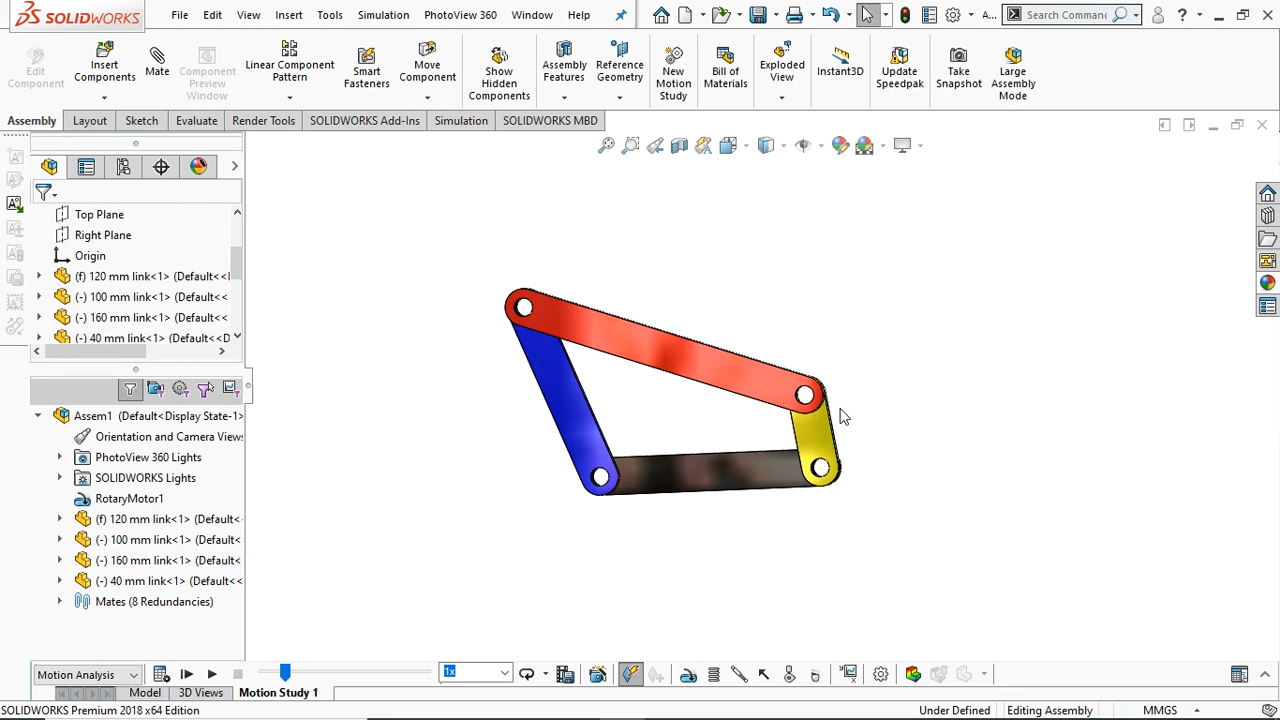 SOLIDWORKS File Edit View Insert Tools Simulation PhotoView 360 Window Help A... Search Command ?
Edit Component
Insert Components
Mate
Component Preview Window
Linear Component Pattern
Smart Fasteners
Move Component
Show Hidden Components
Assembly Features
Reference Geometry
New Motion Study
Bill of Materials
Exploded View
Instant3D
Update Speedpak
Take Snapshot
Large Assembly Mode
Assembly Layout Sketch Evaluate Render Tools SOLIDWORKS Add-Ins Simulation SOLIDWORKS MBD
Top Plane
Right Plane
Origin
(f) 120 mm link<1> (Default<<
(-) 100 mm link<1> (Default<<
(-) 160 mm link<1> (Default<<
(-) 40 mm link<1> (Default<<D
Assem1 (Default<Display State-1>
Orientation and Camera Views
PhotoView 360 Lights
SOLIDWORKS Lights
RotaryMotor1
(f) 120 mm link<1> (Default<
(-) 100 mm link<1> (Default<
(-) 160 mm link<1> (Default<
(-) 40 mm link<1> (Default<<
Mates (8 Redundancies)
Motion Analysis 1x
Model 3D Views Motion Study 1
SOLIDWORKS Premium 2018 x64 Edition Under Defined Editing Assembly MMGS